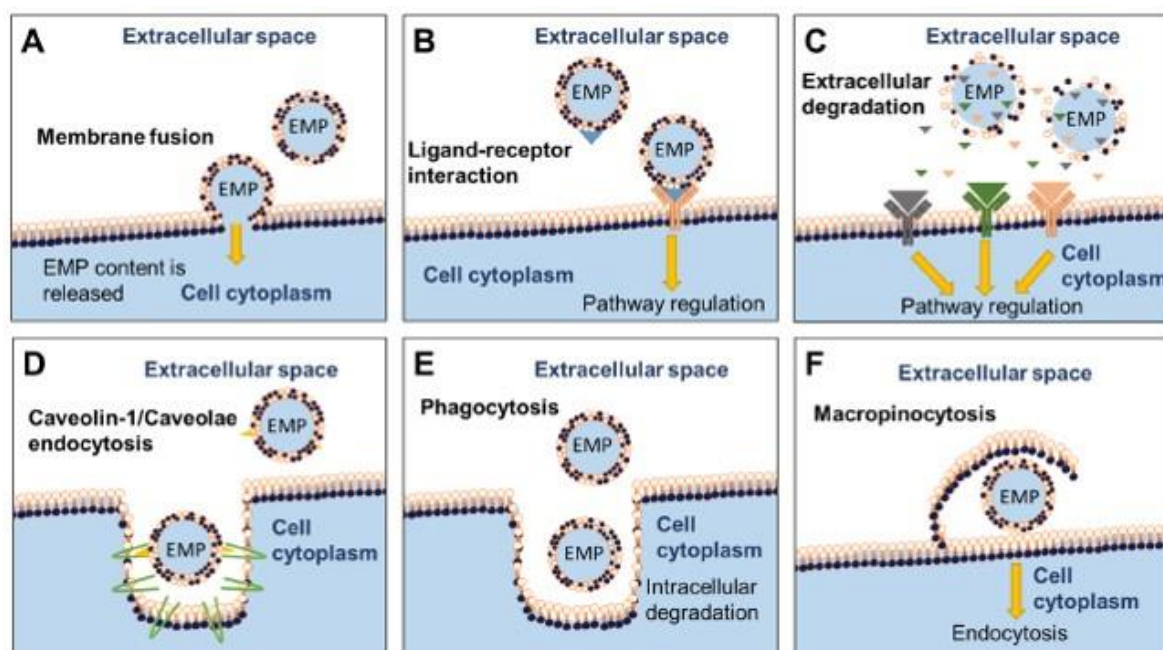 A
Extracellular space
EMP
Membrane fusion
EMP
EMP content is
released
Cell cytoplasm
B
Extracellular space
EMP
Ligand-receptor
interaction
EMP
Cell cytoplasm
Pathway regulation
C
Extracellular space
Extracellular
degradation
EMP
EMP
Cell
cytoplasm
Pathway regulation
D
Extracellular space
Caveolin-1/Caveolae
endocytosis
EMP
EMP
Cell
cytoplasm
E
Extracellular space
Phagocytosis
EMP
EMP
Cell
cytoplasm
Intracellular
degradation
F
Extracellular space
Macropinocytosis
EMP
Cell
cytoplasm
Endocytosis